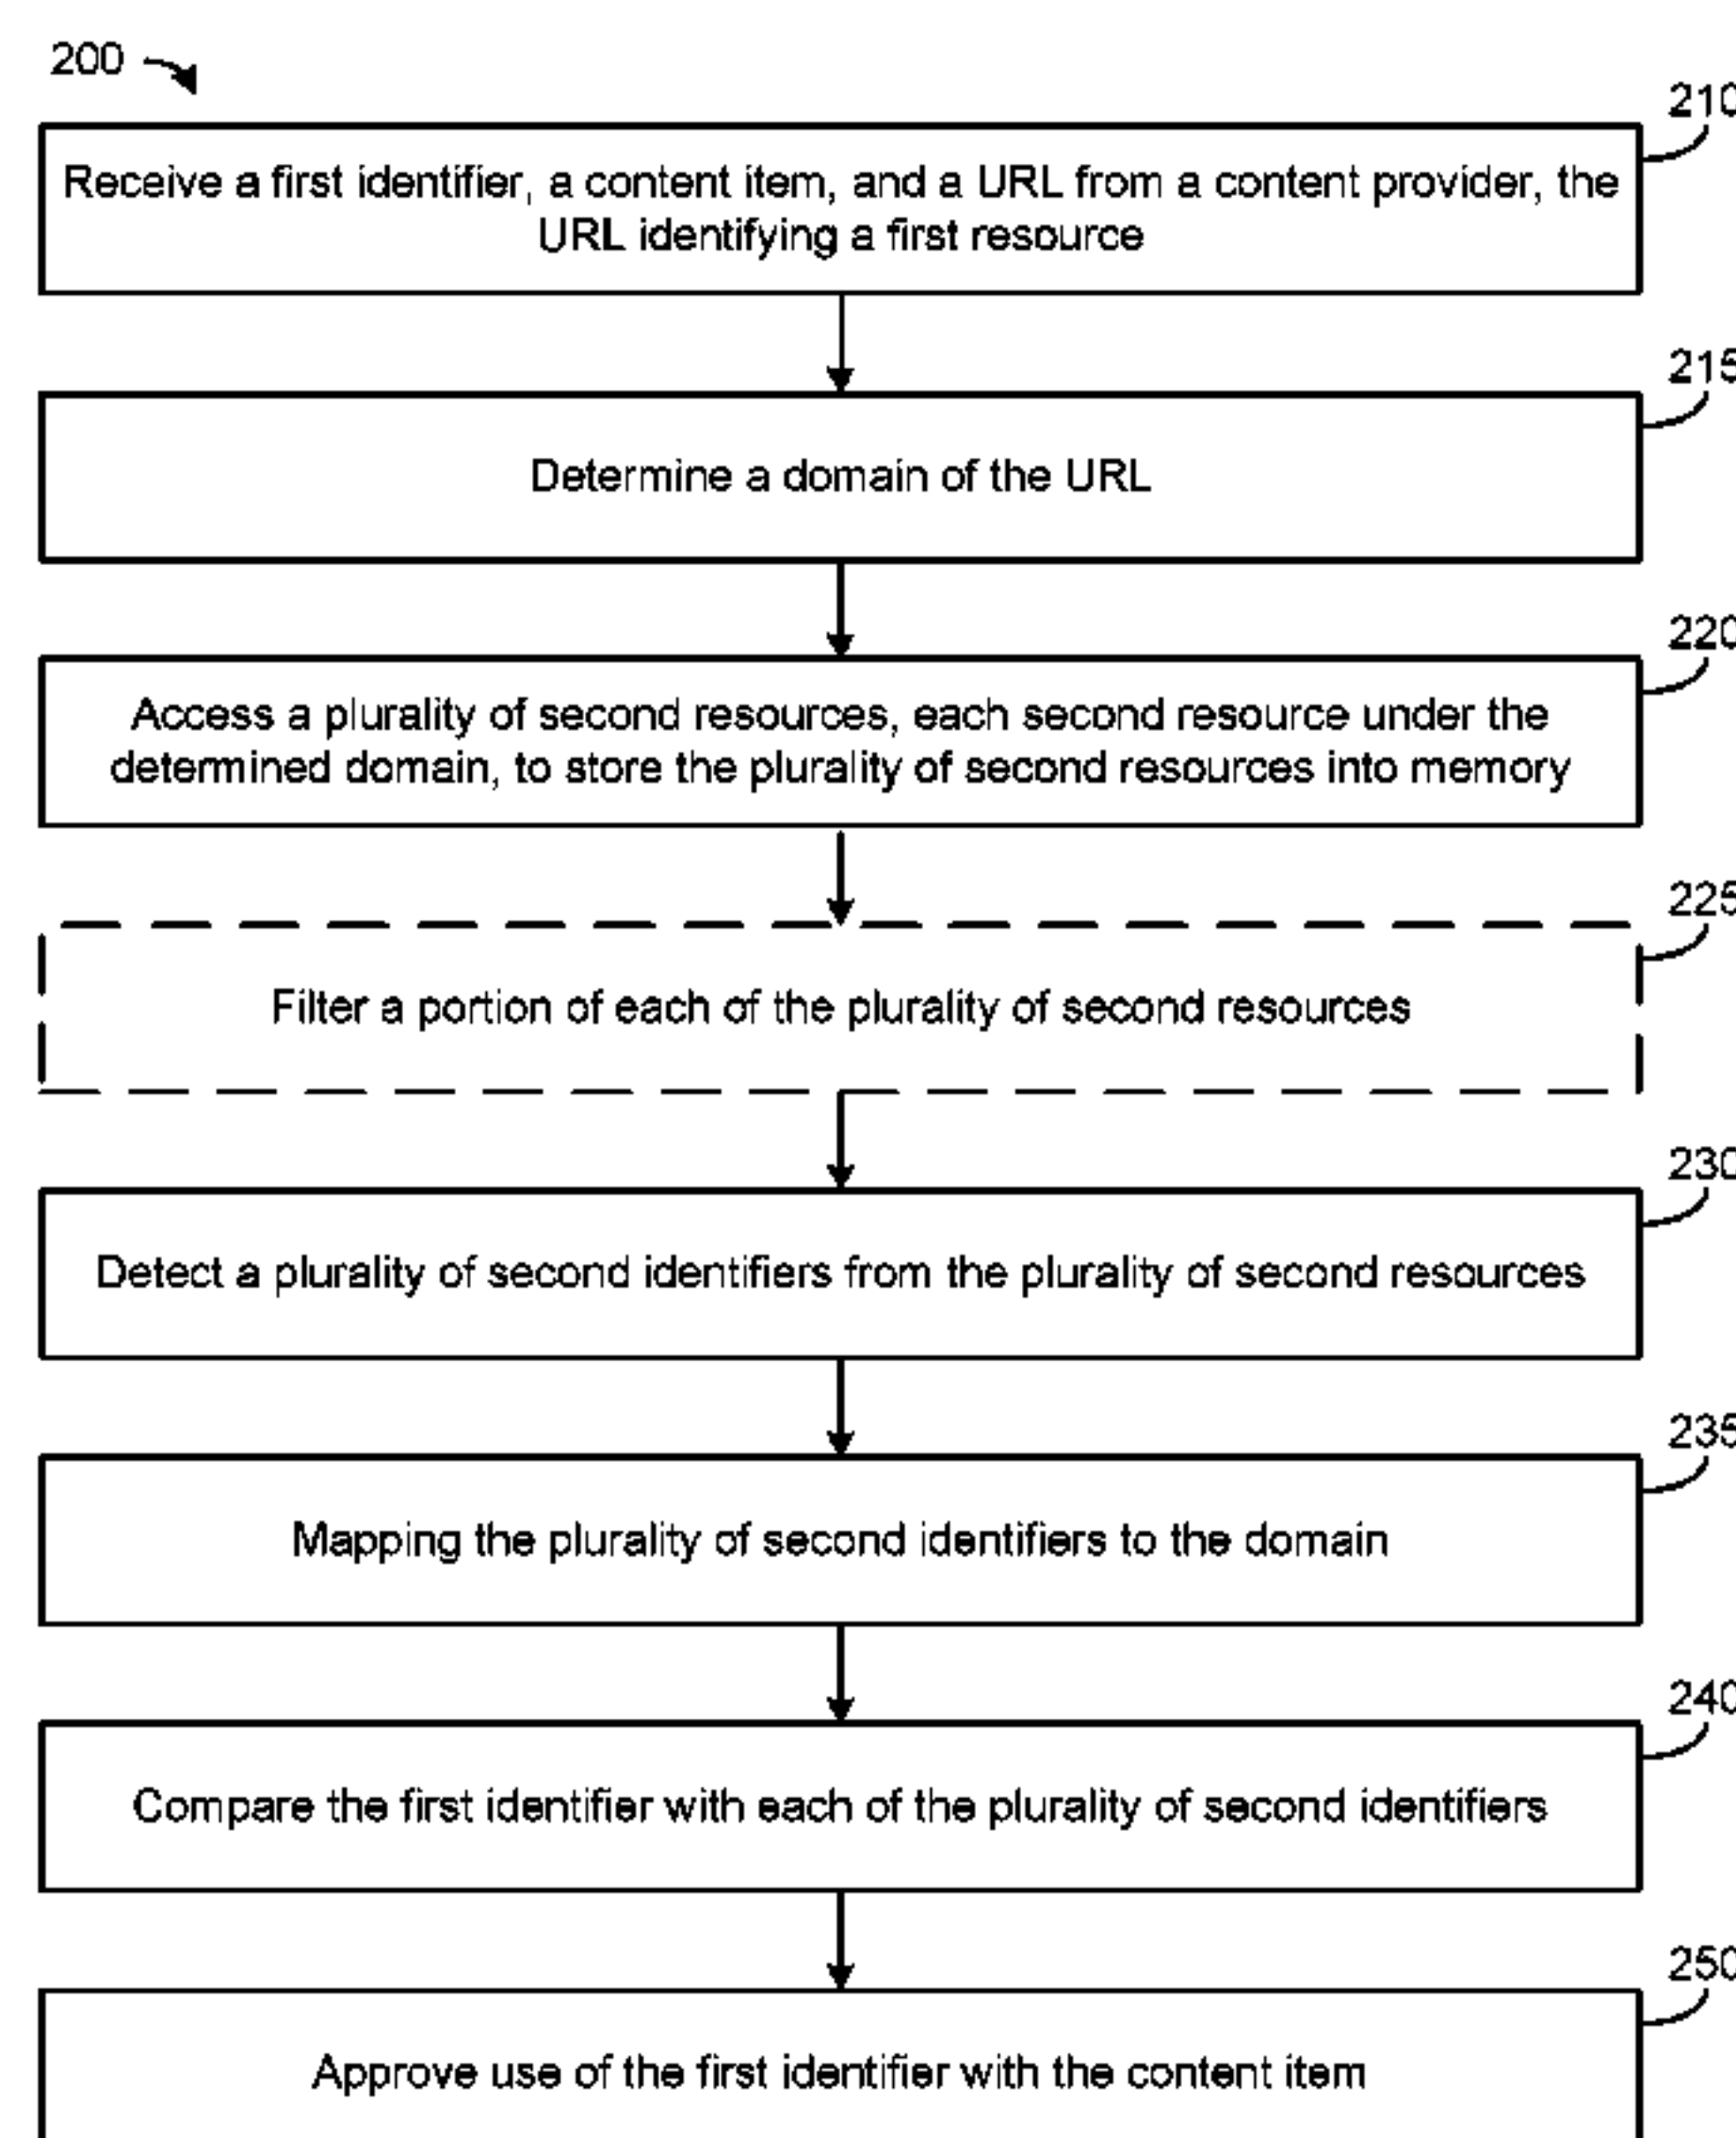 200
210
Receive a first identifier, a content item, and a URL from a content provider, the
URL identifying a first resource
215
Determine a domain of the URL
220
Access a plurality of second resources, each second resource under the
determined domain, to store the plurality of second resources into memory
225
Filter a portion of each of the plurality of second resources
230
Detect a plurality of second identifiers from the plurality of second resources
235
Mapping the plurality of second identifiers to the domain
240
Compare the first identifier with each of the plurality of second identifiers
250
Approve use of the first identifier with the content item